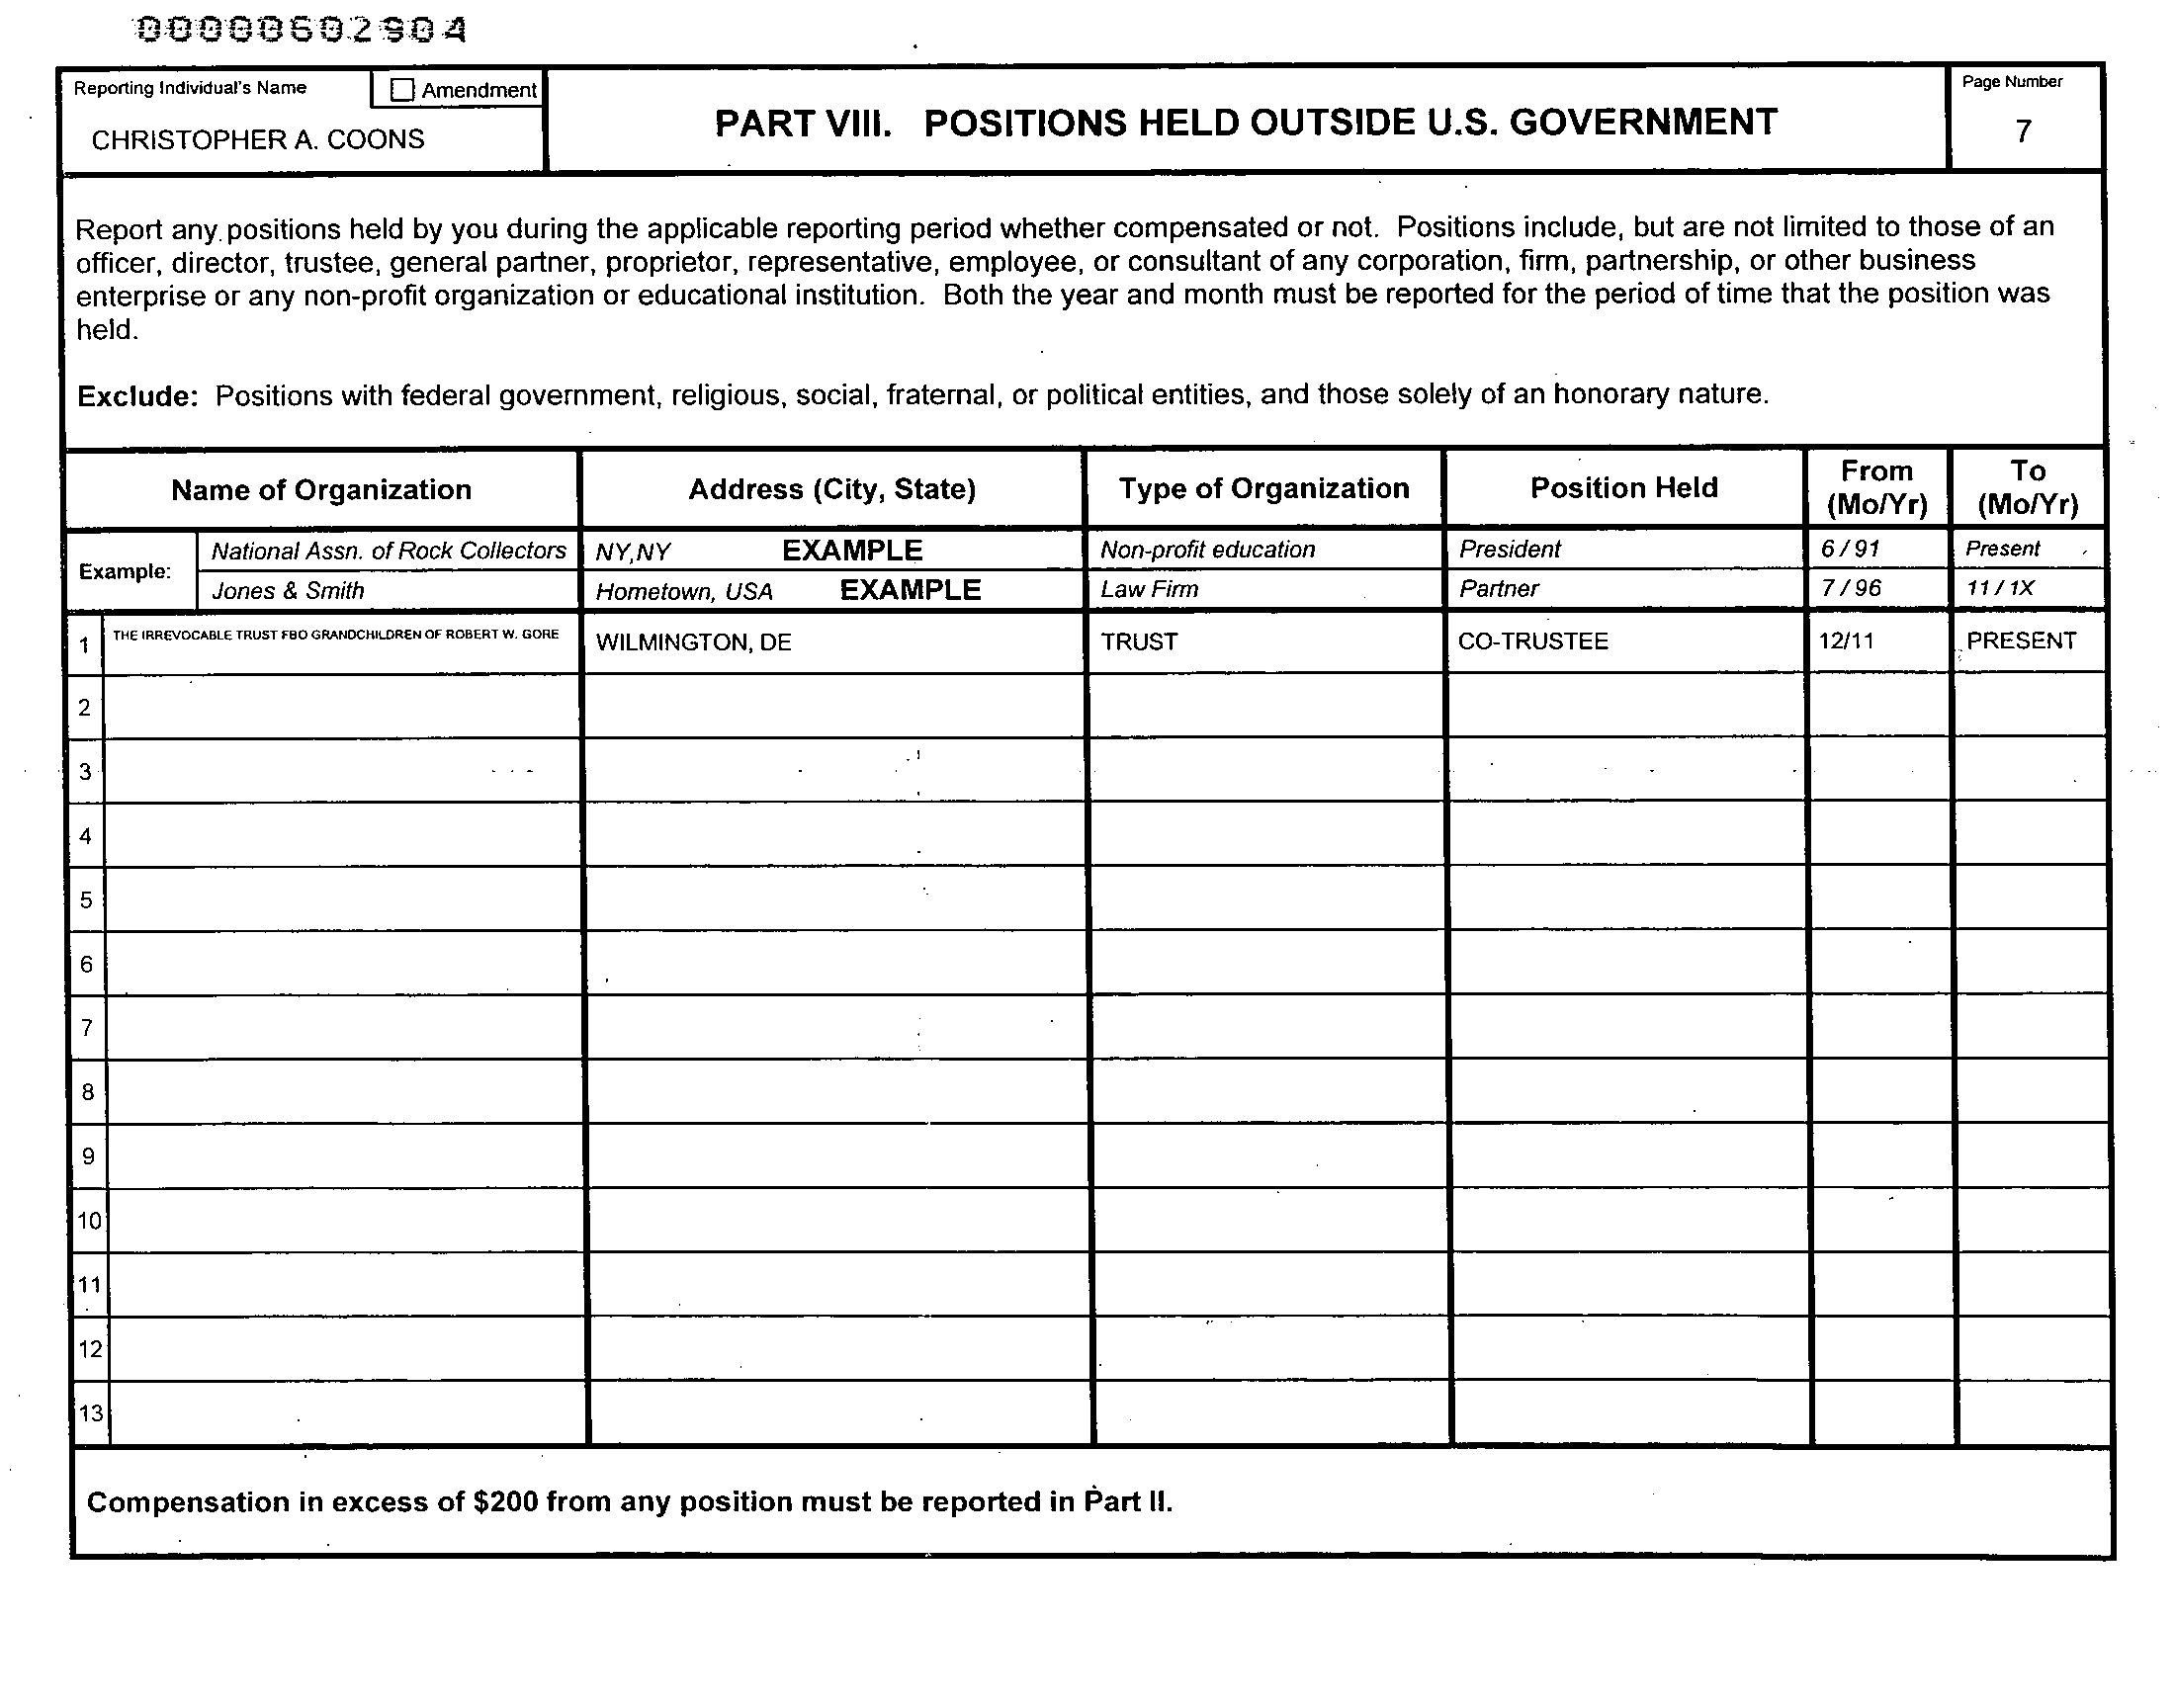 00000602904
Reporting Individual's Name
Amendment
CHRISTOPHER A. COONS
PART VIII. POSITIONS HELD OUTSIDE U.S. GOVERNMENT
Page Number
7
Report any positions held by you during the applicable reporting period whether compensated or not. Positions include, but are not limited to those of an
officer, director, trustee, general partner, proprietor, representative, employee, or consultant of any corporation, firm, partnership, or other business
enterprise or any non-profit organization or educational institution. Both the year and month must be reported for the period of time that the position was
held.
Exclude: Positions with federal government, religious, social, fraternal, or political entities, and those solely of an honorary nature.
Name of Organization Address (City, State) Type of Organization Position Held From (Mo/Yr) To (Mo/Yr)
Example: National Assn. of Rock Collectors NY,NY EXAMPLE Non-profit education President 6 / 91 Present
Jones & Smith Hometown, USA EXAMPLE Law Firm Partner 7 / 96 11 / 1X
1 THE IRREVOCABLE TRUST FBO GRANDCHILDREN OF ROBERT W. GORE WILMINGTON, DE TRUST CO-TRUSTEE 12/11 PRESENT
2
3
4
5
6
7
8
9
10
11
12
13
Compensation in excess of $200 from any position must be reported in Part II.